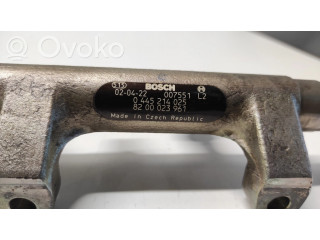 Ovoko
BOSCH
02-04-22 007551 L2
0 445 214 025
82 00 023 961
Made in Czech Republic